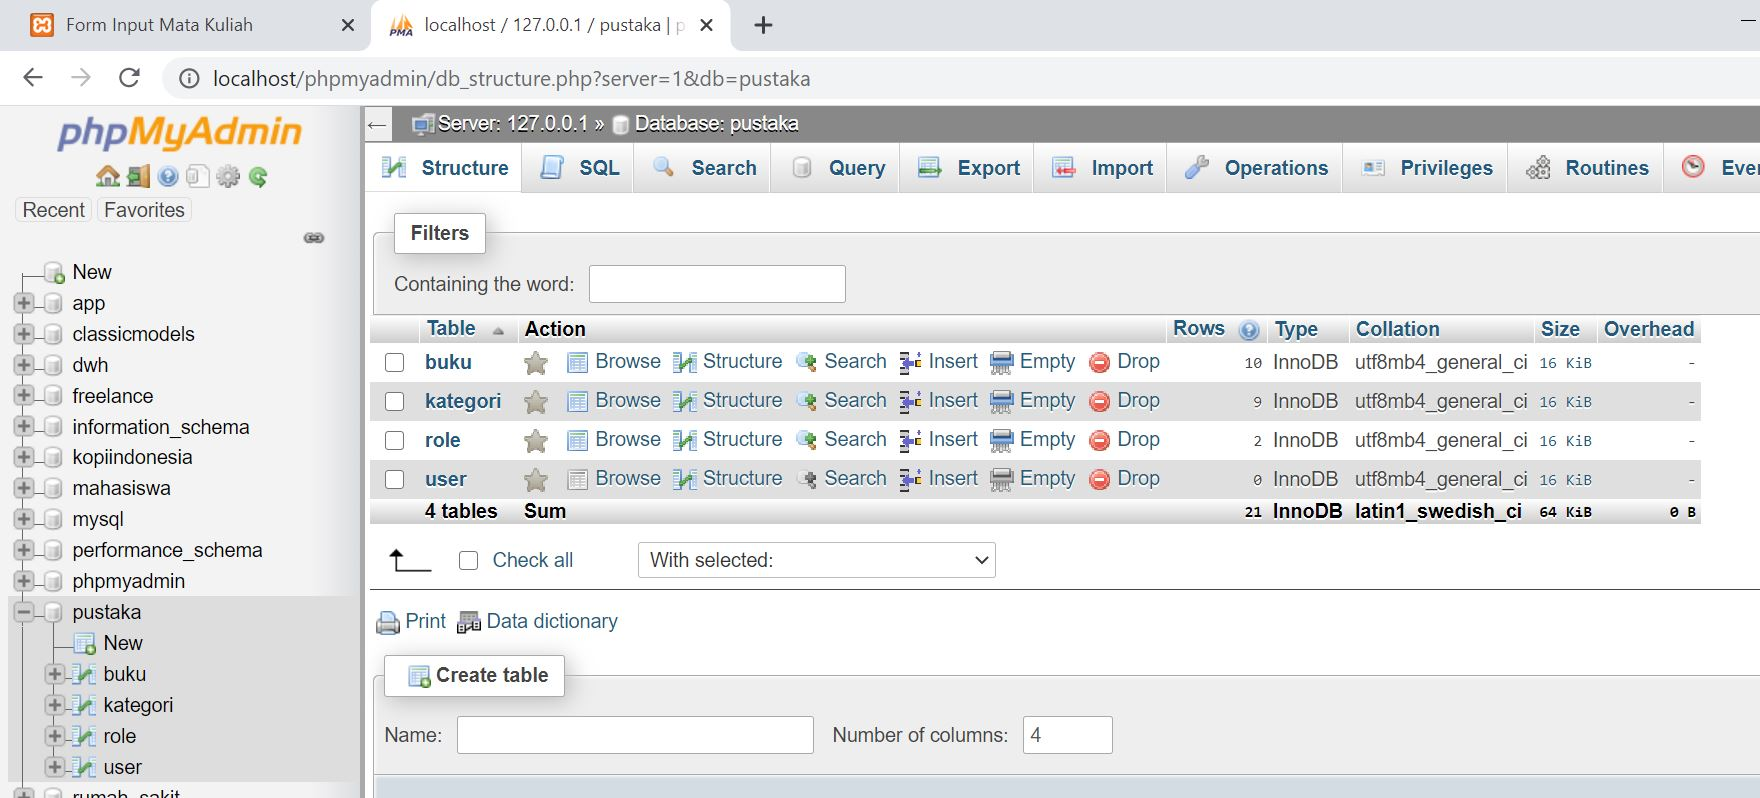 Form Input Mata Kuliah
localhost / 127.0.0.1 / pustaka | p
localhost/phpmyadmin/db_structure.php?server=1&db=pustaka
phpMyAdmin
Recent Favorites
New
app
classicmodels
dwh
freelance
information_schema
kopiindonesia
mahasiswa
mysql
performance_schema
phpmyadmin
pustaka
New
buku
kategori
role
user
rumah_sakit
Server: 127.0.0.1 » Database: pustaka
Structure SQL Search Query Export Import Operations Privileges Routines Eve
Filters
Containing the word:
Table Action Rows Type Collation Size Overhead
buku Browse Structure Search Insert Empty Drop 10 InnoDB utf8mb4_general_ci 16 KiB -
kategori Browse Structure Search Insert Empty Drop 9 InnoDB utf8mb4_general_ci 16 KiB -
role Browse Structure Search Insert Empty Drop 2 InnoDB utf8mb4_general_ci 16 KiB -
user Browse Structure Search Insert Empty Drop 0 InnoDB utf8mb4_general_ci 16 KiB -
4 tables Sum 21 InnoDB latin1_swedish_ci 64 KiB 0 B
Check all With selected:
Print Data dictionary
Create table
Name: Number of columns: 4